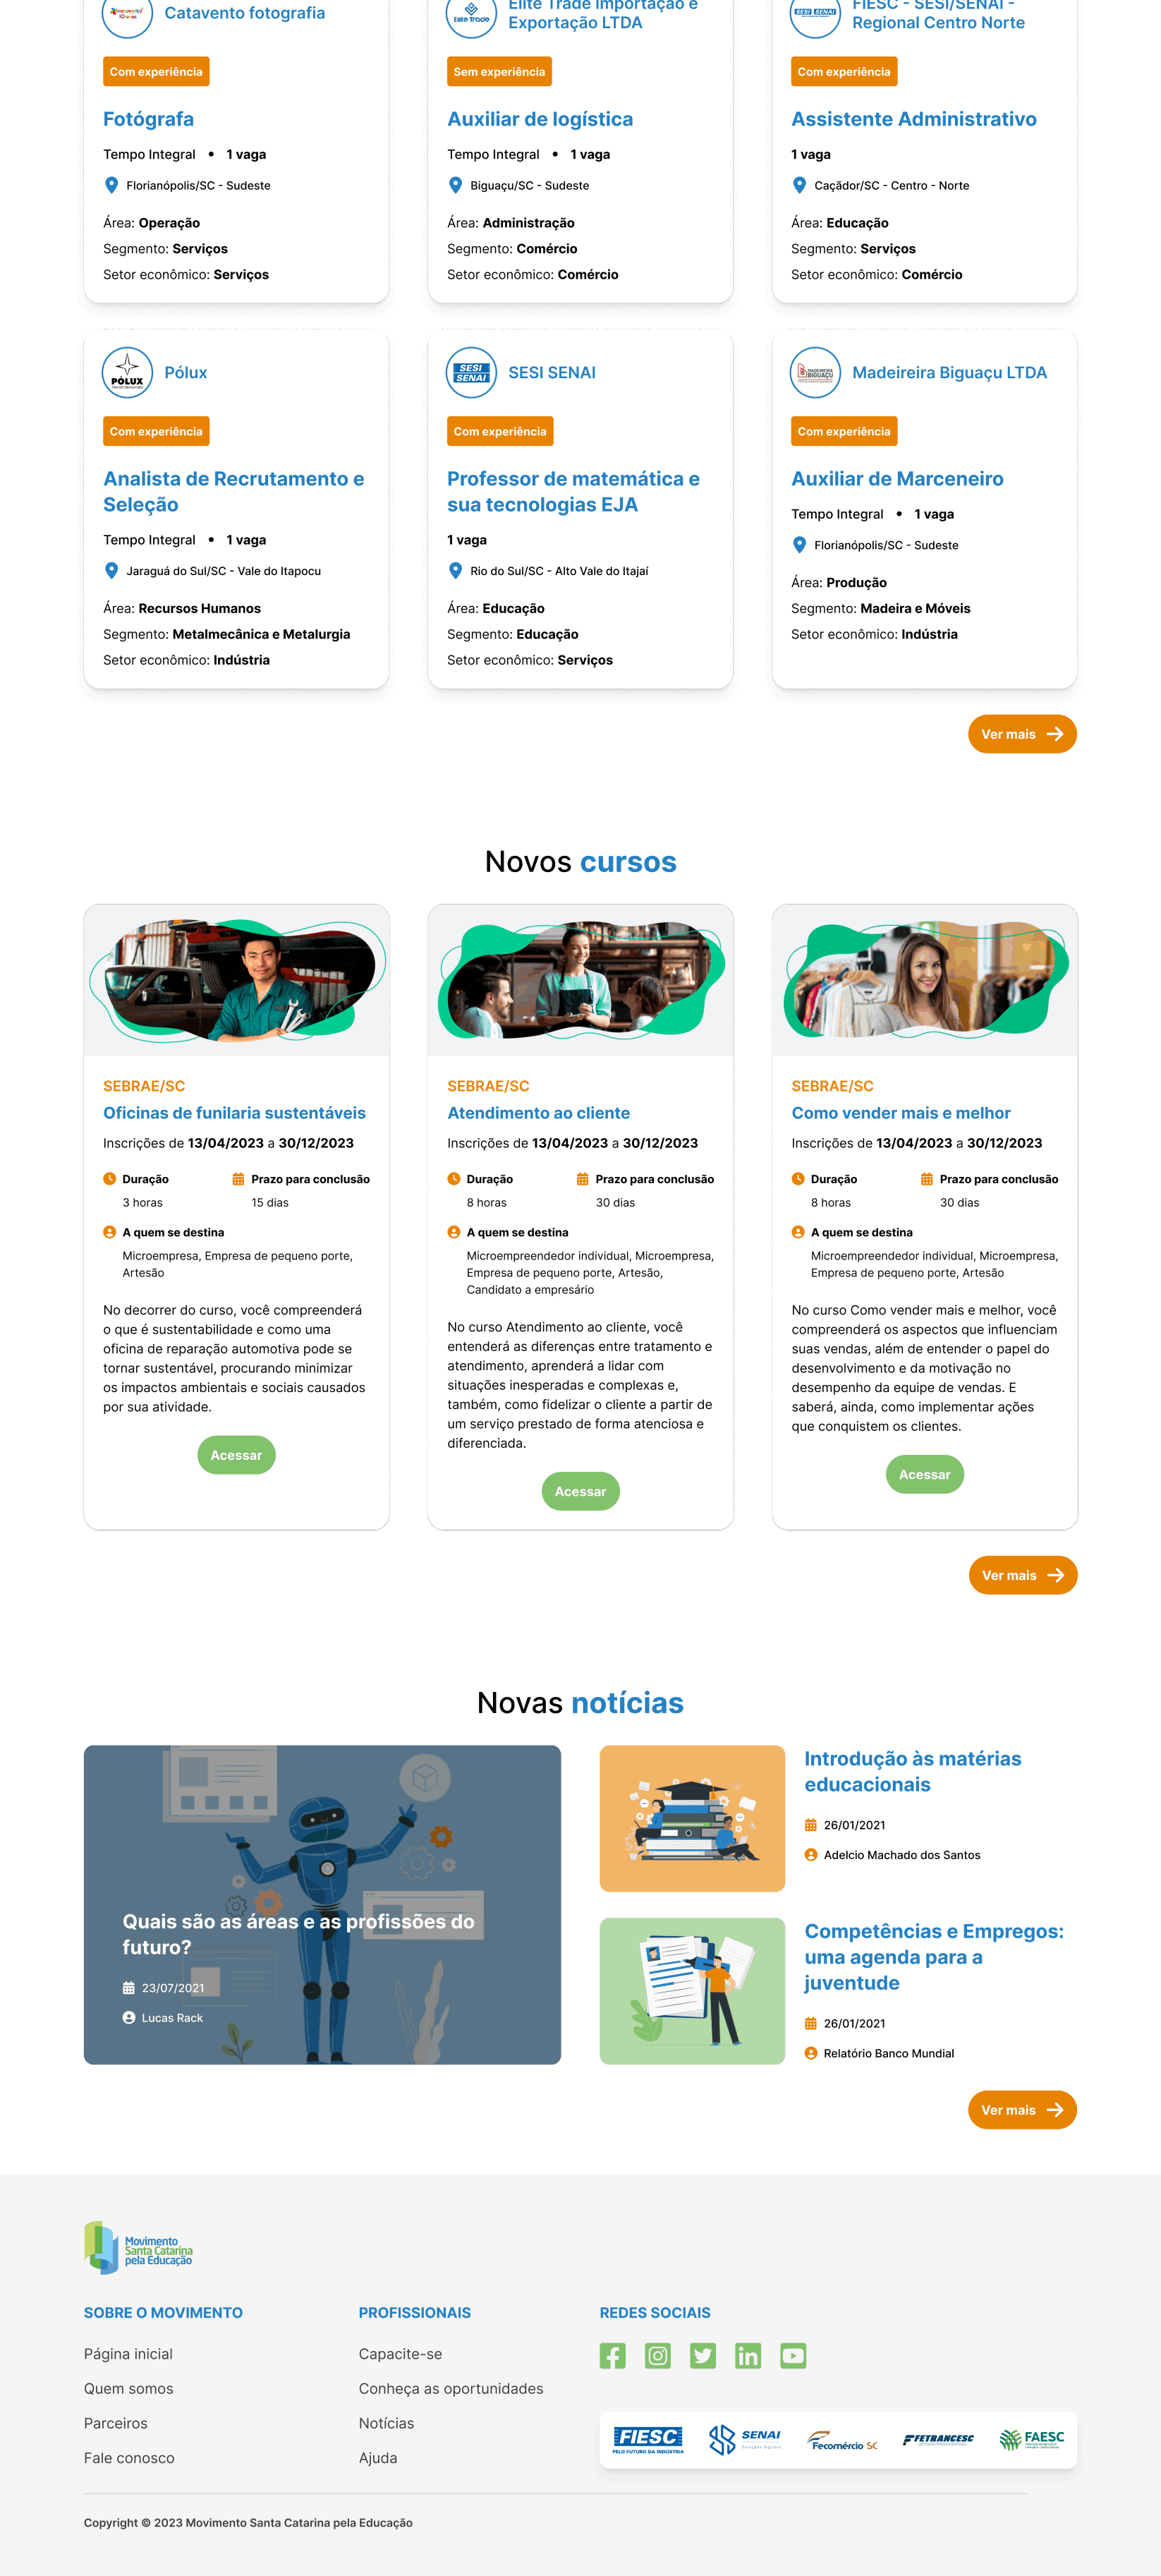 Catavento fotografia
Com experiência
Fotógrafa
Tempo Integral • 1 vaga
Florianópolis/SC - Sudeste
Área: Operação
Segmento: Serviços
Setor econômico: Serviços
Elite Trade
Elite Trade Importação e
Exportação LTDA
Sem experiência
Auxiliar de logística
Tempo Integral • 1 vaga
Biguaçu/SC - Sudeste
Área: Administração
Segmento: Comércio
Setor econômico: Comércio
SESI SENAI
FIESC - SESI/SENAI -
Regional Centro Norte
Com experiência
Assistente Administrativo
1 vaga
Caçãdor/SC - Centro - Norte
Área: Educação
Segmento: Serviços
Setor econômico: Comércio
PÓLUX
Pólux
Com experiência
Analista de Recrutamento e
Seleção
Tempo Integral • 1 vaga
Jaraguá do Sul/SC - Vale do Itapocu
Área: Recursos Humanos
Segmento: Metalmecânica e Metalurgia
Setor econômico: Indústria
SESI
SENAI
SESI SENAI
Com experiência
Professor de matemática e
sua tecnologias EJA
1 vaga
Rio do Sul/SC - Alto Vale do Itajaí
Área: Educação
Segmento: Educação
Setor econômico: Serviços
MADEIREIRA
BIGUAÇU
Madeireira Biguaçu LTDA
Com experiência
Auxiliar de Marceneiro
Tempo Integral • 1 vaga
Florianópolis/SC - Sudeste
Área: Produção
Segmento: Madeira e Móveis
Setor econômico: Indústria
Ver mais
Novos cursos
SEBRAE/SC
Oficinas de funilaria sustentáveis
Inscrições de 13/04/2023 a 30/12/2023
Duração
3 horas
Prazo para conclusão
15 dias
A quem se destina
Microempresa, Empresa de pequeno porte,
Artesão
No decorrer do curso, você compreenderá
o que é sustentabilidade e como uma
oficina de reparação automotiva pode se
tornar sustentável, procurando minimizar
os impactos ambientais e sociais causados
por sua atividade.
Acessar
SEBRAE/SC
Atendimento ao cliente
Inscrições de 13/04/2023 a 30/12/2023
Duração
8 horas
Prazo para conclusão
30 dias
A quem se destina
Microempreendedor individual, Microempresa,
Empresa de pequeno porte, Artesão,
Candidato a empresário
No curso Atendimento ao cliente, você
entenderá as diferenças entre tratamento e
atendimento, aprenderá a lidar com
situações inesperadas e complexas e,
também, como fidelizar o cliente a partir de
um serviço prestado de forma atenciosa e
diferenciada.
Acessar
SEBRAE/SC
Como vender mais e melhor
Inscrições de 13/04/2023 a 30/12/2023
Duração
8 horas
Prazo para conclusão
30 dias
A quem se destina
Microempreendedor individual, Microempresa,
Empresa de pequeno porte, Artesão
No curso Como vender mais e melhor, você
compreenderá os aspectos que influenciam
suas vendas, além de entender o papel do
desenvolvimento e da motivação no
desempenho da equipe de vendas. E
saberá, ainda, como implementar ações
que conquistem os clientes.
Acessar
Ver mais
Novas notícias
Quais são as áreas e as profissões do
futuro?
23/07/2021
Lucas Rack
Introdução às matérias
educacionais
26/01/2021
Adelcio Machado dos Santos
Competências e Empregos:
uma agenda para a
juventude
26/01/2021
Relatório Banco Mundial
Ver mais
Movimento
Santa Catarina
pela Educação
SOBRE O MOVIMENTO
Página inicial
Quem somos
Parceiros
Fale conosco
PROFISSIONAIS
Capacite-se
Conheça as oportunidades
Notícias
Ajuda
REDES SOCIAIS
FIESC
PELO FUTURO DA INDÚSTRIA
SENAI
Soluções Digitais
Fecomércio SC
FETRANCESC
FAESC
Copyright © 2023 Movimento Santa Catarina pela Educação